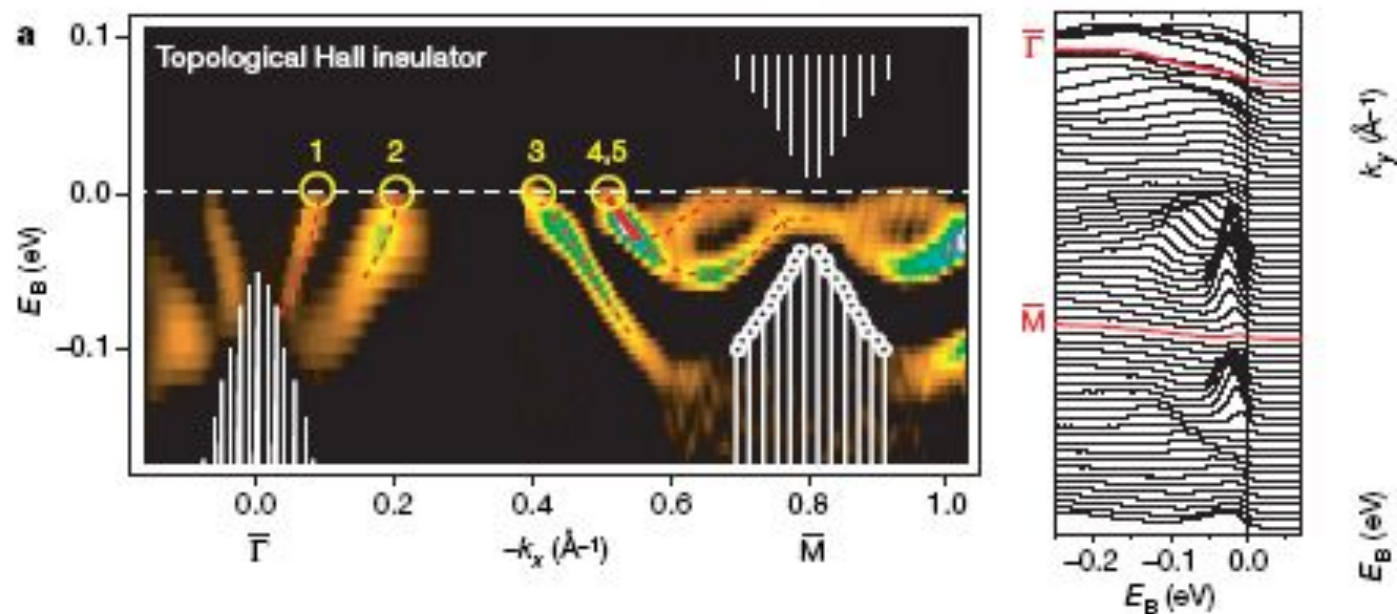 a
Topological Hall insulator
0.1
0.0
–0.1
E_B (eV)
1
2
3
4,5
0.0
0.2
0.4
0.6
0.8
1.0
Γ̅
–k_x (Å–1)
M̅
Γ̅
M̅
–0.2
–0.1
0.0
E_B (eV)
k_y (Å–1)
E_B (eV)